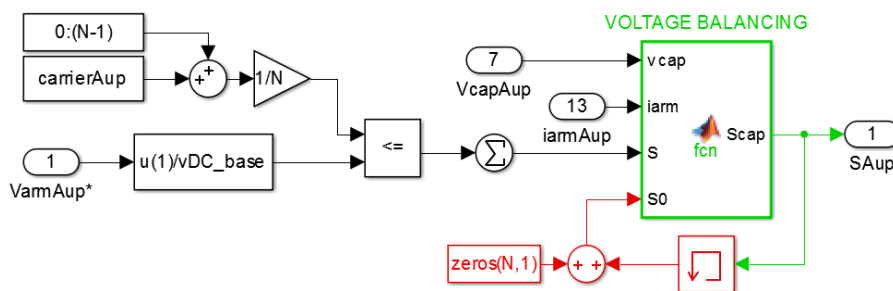 VOLTAGE BALANCING
0:(N-1)
carrierAup
+
+
1/N
7
VcapAup
13
iarmAup
1
VarmAup*
u(1)/vDC_base
<=
Σ
vcap
iarm
S
S0
fcn
Scap
1
SAup
zeros(N,1)
+ +